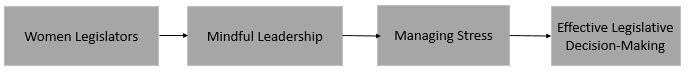 Women Legislators
Mindful Leadership
Managing Stress
Effective Legislative
Decision-Making